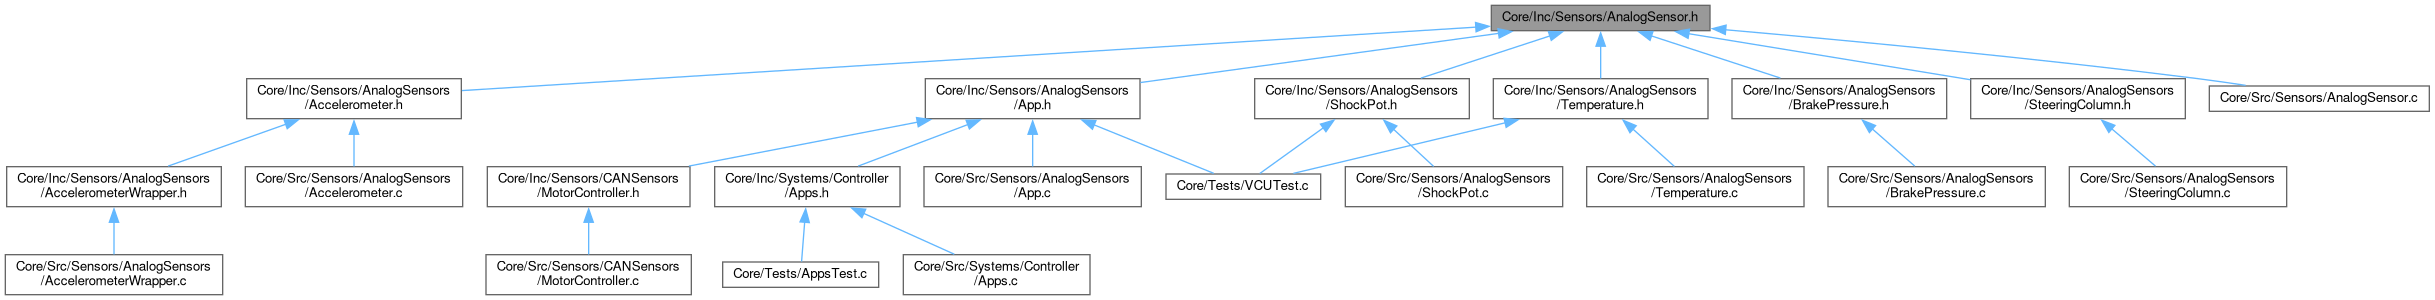 Core/Inc/Sensors/AnalogSensor.h
Core/Inc/Sensors/AnalogSensors
/Accelerometer.h
Core/Inc/Sensors/AnalogSensors
/App.h
Core/Inc/Sensors/AnalogSensors
/ShockPot.h
Core/Inc/Sensors/AnalogSensors
/Temperature.h
Core/Inc/Sensors/AnalogSensors
/BrakePressure.h
Core/Inc/Sensors/AnalogSensors
/SteeringColumn.h
Core/Src/Sensors/AnalogSensor.c
Core/Inc/Sensors/AnalogSensors
/AccelerometerWrapper.h
Core/Src/Sensors/AnalogSensors
/Accelerometer.c
Core/Inc/Sensors/CANSensors
/MotorController.h
Core/Inc/Systems/Controller
/Apps.h
Core/Src/Sensors/AnalogSensors
/App.c
Core/Tests/VCUTest.c
Core/Src/Sensors/AnalogSensors
/ShockPot.c
Core/Src/Sensors/AnalogSensors
/Temperature.c
Core/Src/Sensors/AnalogSensors
/BrakePressure.c
Core/Src/Sensors/AnalogSensors
/SteeringColumn.c
Core/Src/Sensors/AnalogSensors
/AccelerometerWrapper.c
Core/Src/Sensors/CANSensors
/MotorController.c
Core/Tests/AppsTest.c
Core/Src/Systems/Controller
/Apps.c